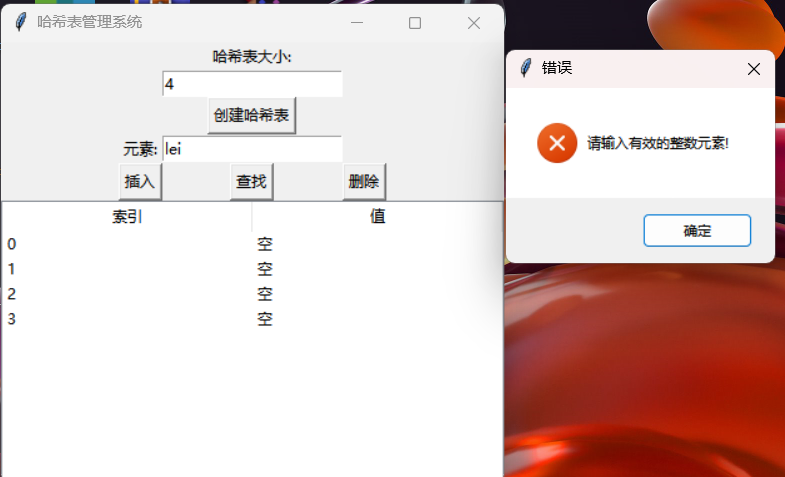 哈希表管理系统
哈希表大小:
4
创建哈希表
元素: lei
插入 查找 删除
索引 值
0 空
1 空
2 空
3 空
错误
请输入有效的整数元素!
确定